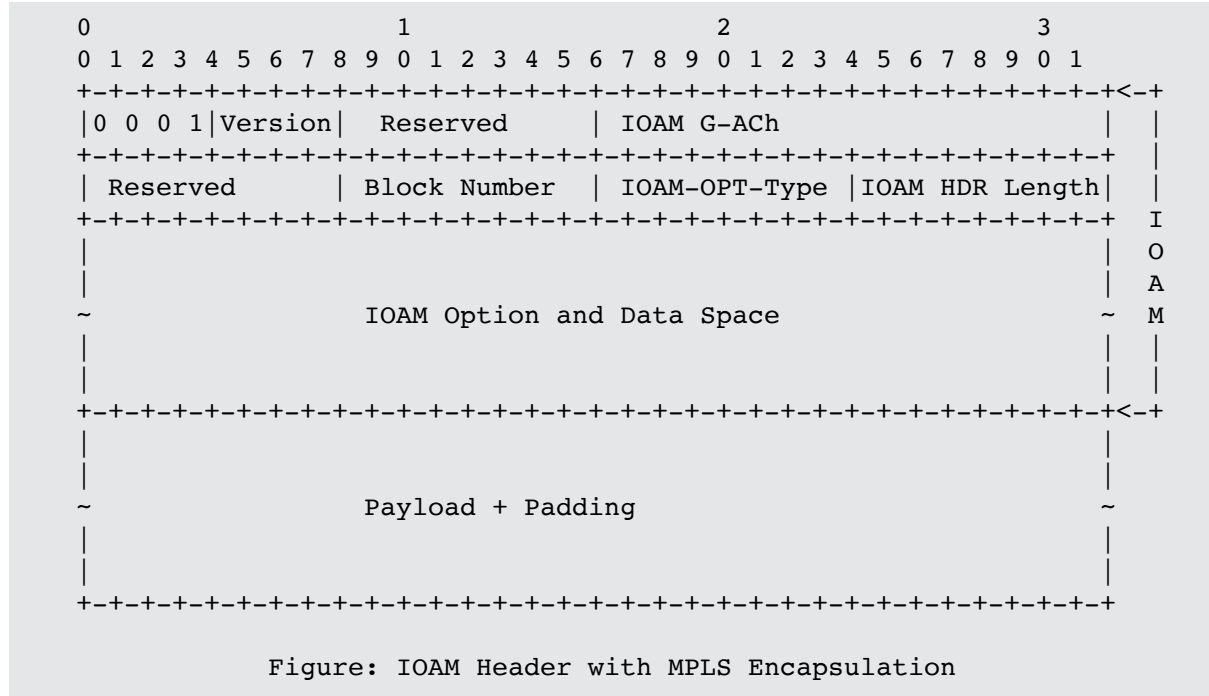 0                   1                   2                   3
0 1 2 3 4 5 6 7 8 9 0 1 2 3 4 5 6 7 8 9 0 1 2 3 4 5 6 7 8 9 0 1
+-+-+-+-+-+-+-+-+-+-+-+-+-+-+-+-+-+-+-+-+-+-+-+-+-+-+-+-+-+-+-+-+<-+
|0 0 0 1|Version|  Reserved     | IOAM G-ACh                    |  |
+-+-+-+-+-+-+-+-+-+-+-+-+-+-+-+-+-+-+-+-+-+-+-+-+-+-+-+-+-+-+-+-+  |
| Reserved      | Block Number  | IOAM-OPT-Type |IOAM HDR Length|  |
+-+-+-+-+-+-+-+-+-+-+-+-+-+-+-+-+-+-+-+-+-+-+-+-+-+-+-+-+-+-+-+-+  I
|                                                               |  O
|                                                               |  A
~                 IOAM Option and Data Space                    ~  M
|                                                               |  |
|                                                               |  |
+-+-+-+-+-+-+-+-+-+-+-+-+-+-+-+-+-+-+-+-+-+-+-+-+-+-+-+-+-+-+-+-+<-+
|                                                               |
|                                                               |
~                 Payload + Padding                             ~
|                                                               |
|                                                               |
+-+-+-+-+-+-+-+-+-+-+-+-+-+-+-+-+-+-+-+-+-+-+-+-+-+-+-+-+-+-+-+-+
Figure: IOAM Header with MPLS Encapsulation